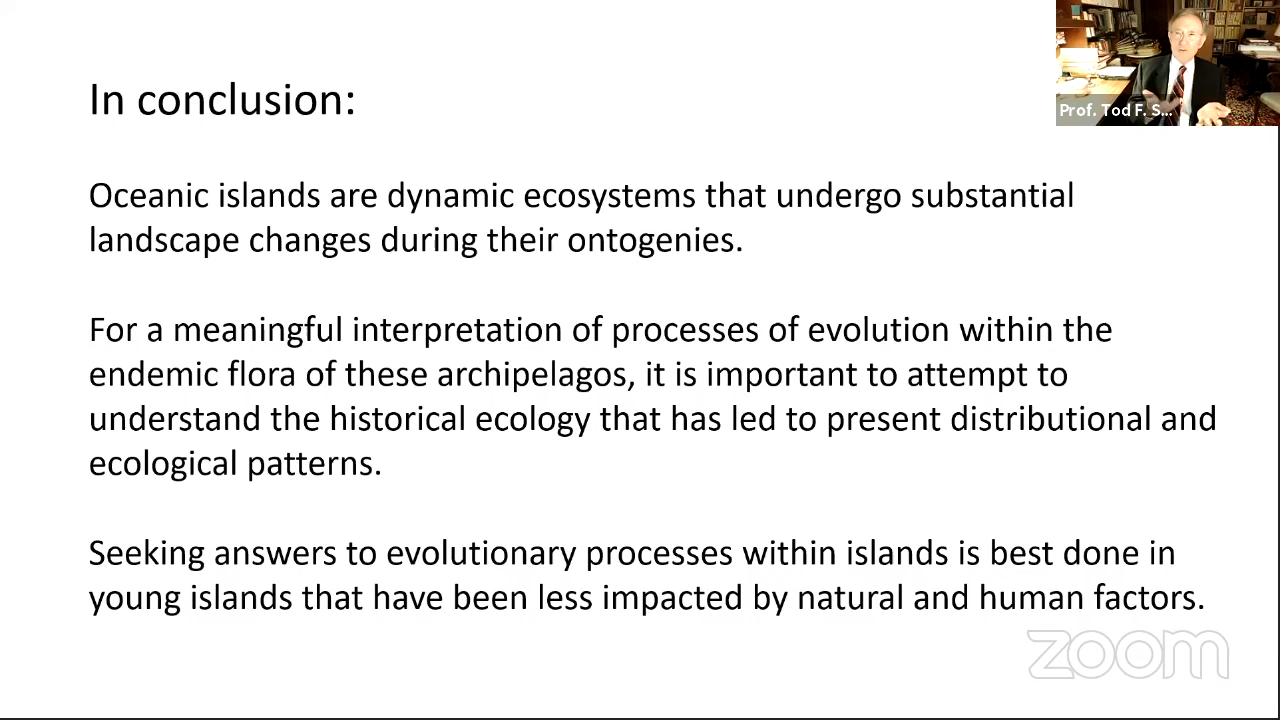 In conclusion:
Prof. Tod F. S...
Oceanic islands are dynamic ecosystems that undergo substantial
landscape changes during their ontogenies.
For a meaningful interpretation of processes of evolution within the
endemic flora of these archipelagos, it is important to attempt to
understand the historical ecology that has led to present distributional and
ecological patterns.
Seeking answers to evolutionary processes within islands is best done in
young islands that have been less impacted by natural and human factors.
zoom